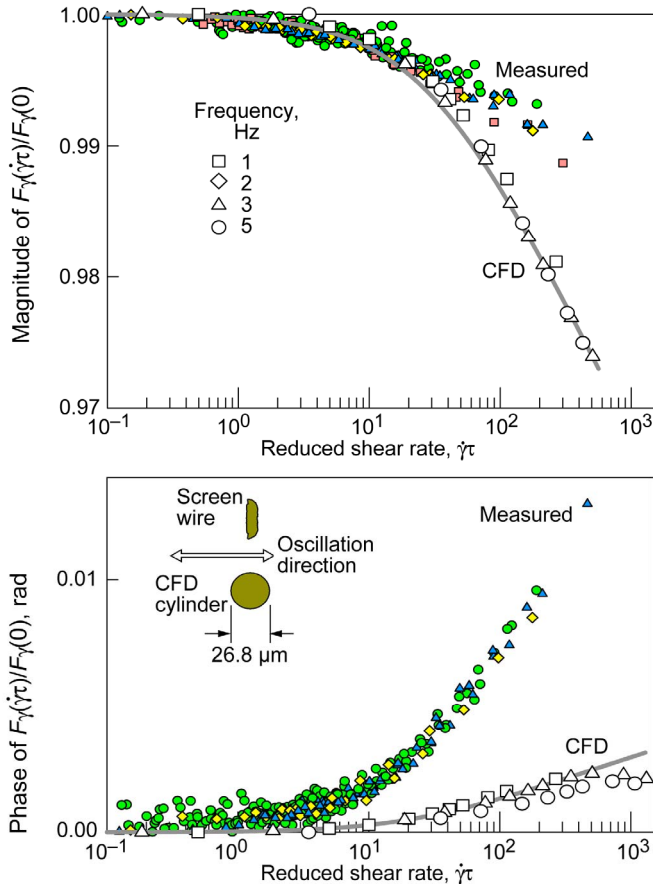 1.00
0.99
0.98
0.97
Magnitude of Fγ(γ̇τ)/Fγ(0)
Measured
Frequency,
Hz
1
2
3
5
CFD
10⁻¹ 10⁰ 10¹ 10² 10³
Reduced shear rate, γ̇τ
Phase of Fγ(γ̇τ)/Fγ(0), rad
0.01
0.00
Screen
wire
Measured
Oscillation
direction
CFD
cylinder
26.8 µm
CFD
10⁻¹ 10⁰ 10¹ 10² 10³
Reduced shear rate, γ̇τ